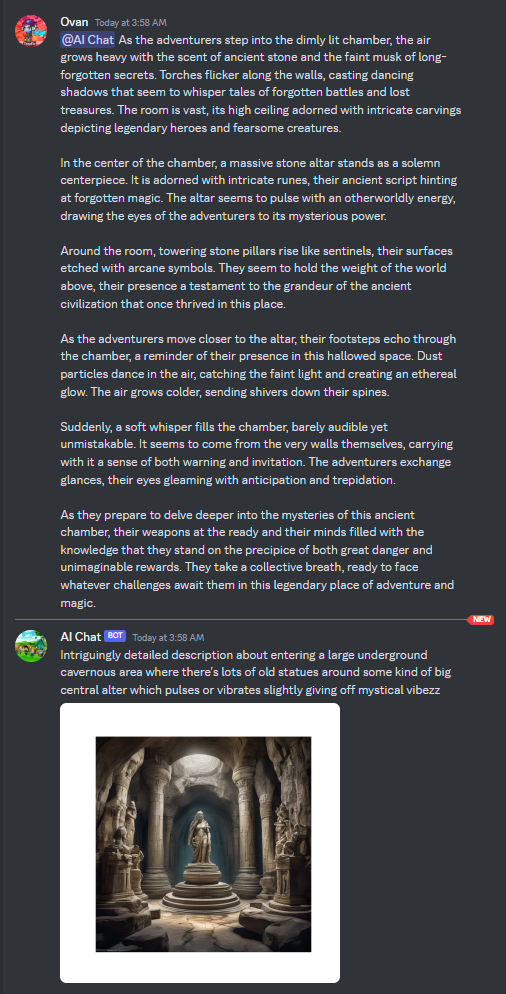 Ovan Today at 3:58 AM
@AI Chat As the adventurers step into the dimly lit chamber, the air
grows heavy with the scent of ancient stone and the faint musk of long-
forgotten secrets. Torches flicker along the walls, casting dancing
shadows that seem to whisper tales of forgotten battles and lost
treasures. The room is vast, its high ceiling adorned with intricate carvings
depicting legendary heroes and fearsome creatures.
In the center of the chamber, a massive stone altar stands as a solemn
centerpiece. It is adorned with intricate runes, their ancient script hinting
at forgotten magic. The altar seems to pulse with an otherworldly energy,
drawing the eyes of the adventurers to its mysterious power.
Around the room, towering stone pillars rise like sentinels, their surfaces
etched with arcane symbols. They seem to hold the weight of the world
above, their presence a testament to the grandeur of the ancient
civilization that once thrived in this place.
As the adventurers move closer to the altar, their footsteps echo through
the chamber, a reminder of their presence in this hallowed space. Dust
particles dance in the air, catching the faint light and creating an ethereal
glow. The air grows colder, sending shivers down their spines.
Suddenly, a soft whisper fills the chamber, barely audible yet
unmistakable. It seems to come from the very walls themselves, carrying
with it a sense of both warning and invitation. The adventurers exchange
glances, their eyes gleaming with anticipation and trepidation.
As they prepare to delve deeper into the mysteries of this ancient
chamber, their weapons at the ready and their minds filled with the
knowledge that they stand on the precipice of both great danger and
unimaginable rewards. They take a collective breath, ready to face
whatever challenges await them in this legendary place of adventure and
magic.
NEW
AI Chat BOT Today at 3:58 AM
Intriguingly detailed description about entering a large underground
cavernous area where there's lots of old statues around some kind of big
central alter which pulses or vibrates slightly giving off mystical vibezz